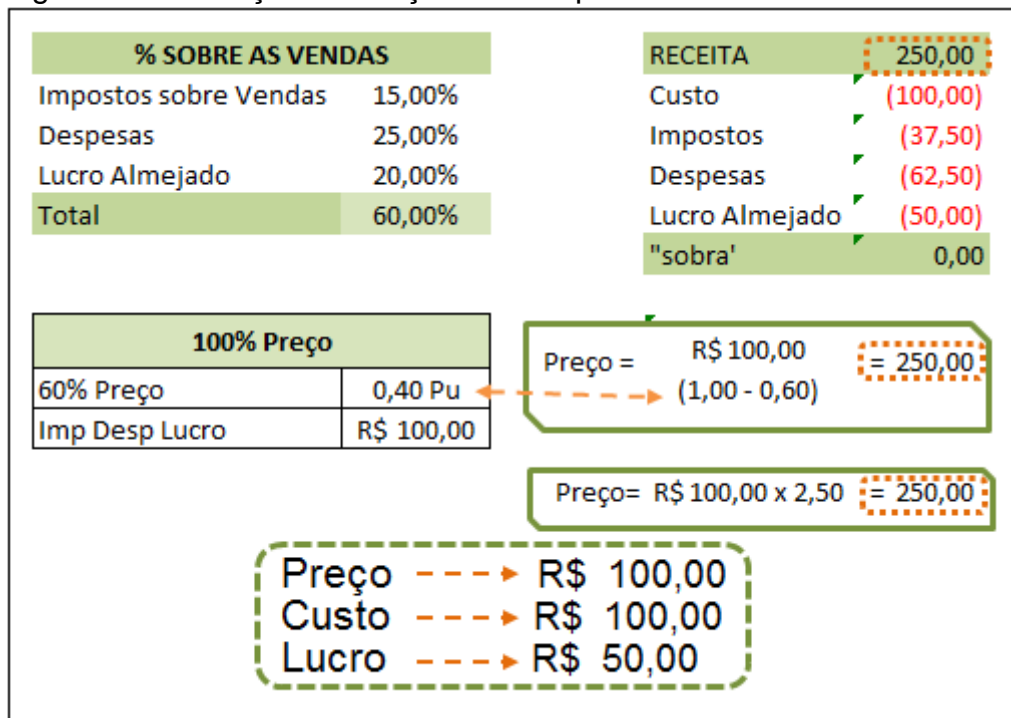 % SOBRE AS VENDAS
Impostos sobre Vendas 15,00%
Despesas 25,00%
Lucro Almejado 20,00%
Total 60,00%
RECEITA 250,00
Custo (100,00)
Impostos (37,50)
Despesas (62,50)
Lucro Almejado (50,00)
"sobra' 0,00
100% Preço
60% Preço 0,40 Pu
Imp Desp Lucro R$ 100,00
Preço = R$ 100,00 = 250,00
(1,00 - 0,60)
Preço= R$ 100,00 x 2,50 = 250,00
Preço R$ 100,00
Custo R$ 100,00
Lucro R$ 50,00